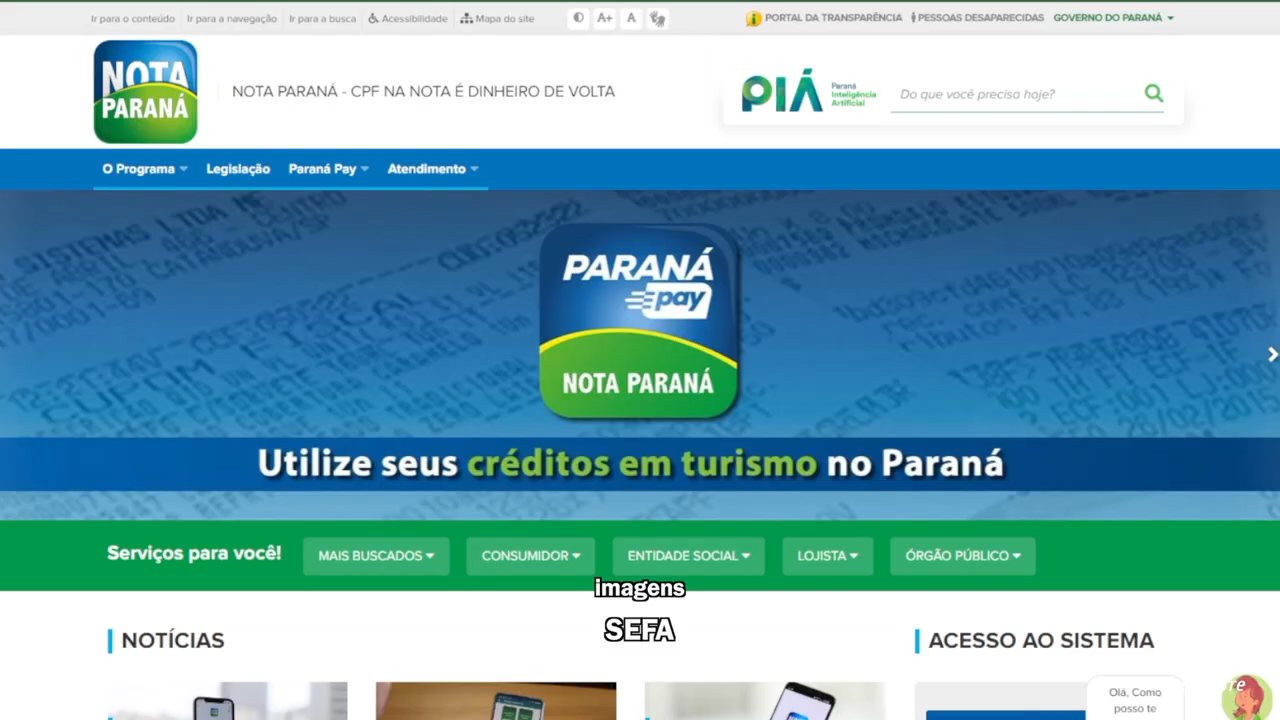 Ir para o conteúdo Ir para a navegação Ir para a busca Acessibilidade Mapa do site A+ A PORTAL DA TRANSPARÊNCIA PESSOAS DESAPARECIDAS GOVERNO DO PARANÁ
NOTA
PARANÁ
NOTA PARANÁ - CPF NA NOTA É DINHEIRO DE VOLTA
PIÁ
Paraná
Inteligência
Artificial
Do que você precisa hoje?
O Programa Legislação Paraná Pay Atendimento
PARANÁ
pay
NOTA PARANÁ
Utilize seus créditos em turismo no Paraná
Serviços para você! MAIS BUSCADOS CONSUMIDOR ENTIDADE SOCIAL LOJISTA ÓRGÃO PÚBLICO
imagens
SEFA
NOTÍCIAS
ACESSO AO SISTEMA
Olá, Como
posso te